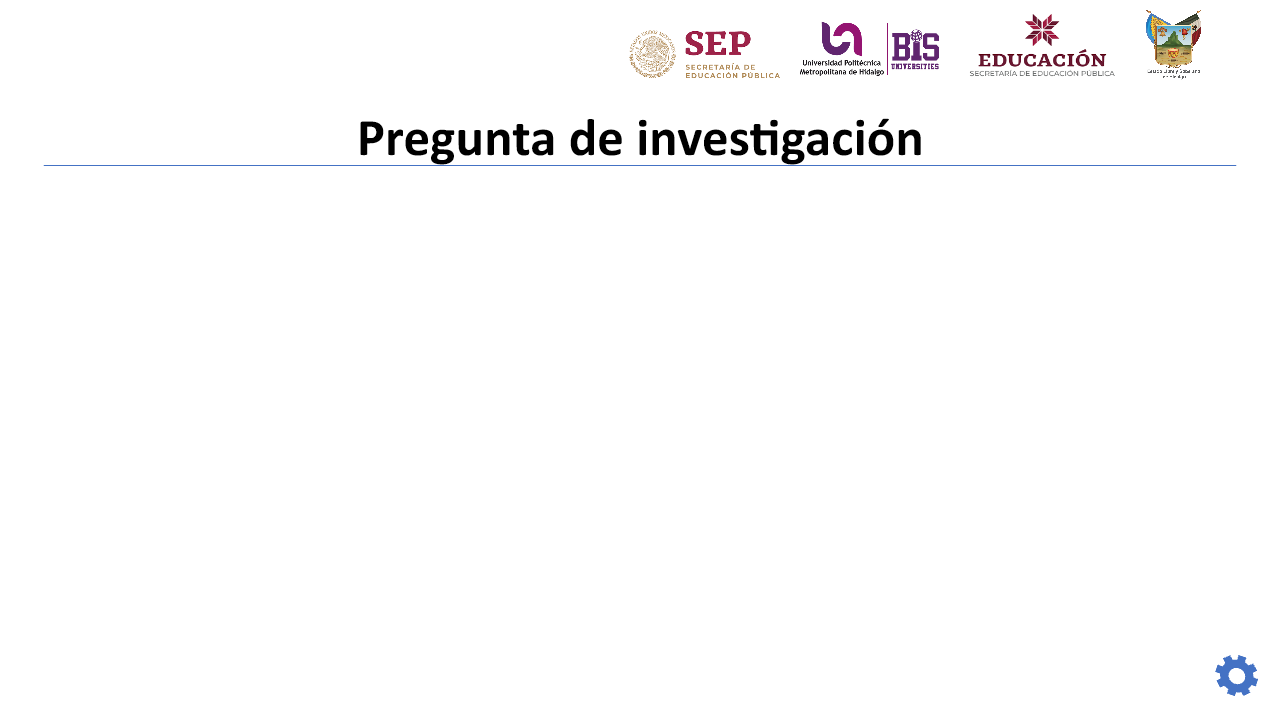 SEP
SECRETARÍA DE
EDUCACIÓN PÚBLICA
Universidad Politécnica
Metropolitana de Hidalgo
BIS
UNIVERSITIES
EDUCACIÓN
SECRETARÍA DE EDUCACIÓN PÚBLICA
Pregunta de investigación